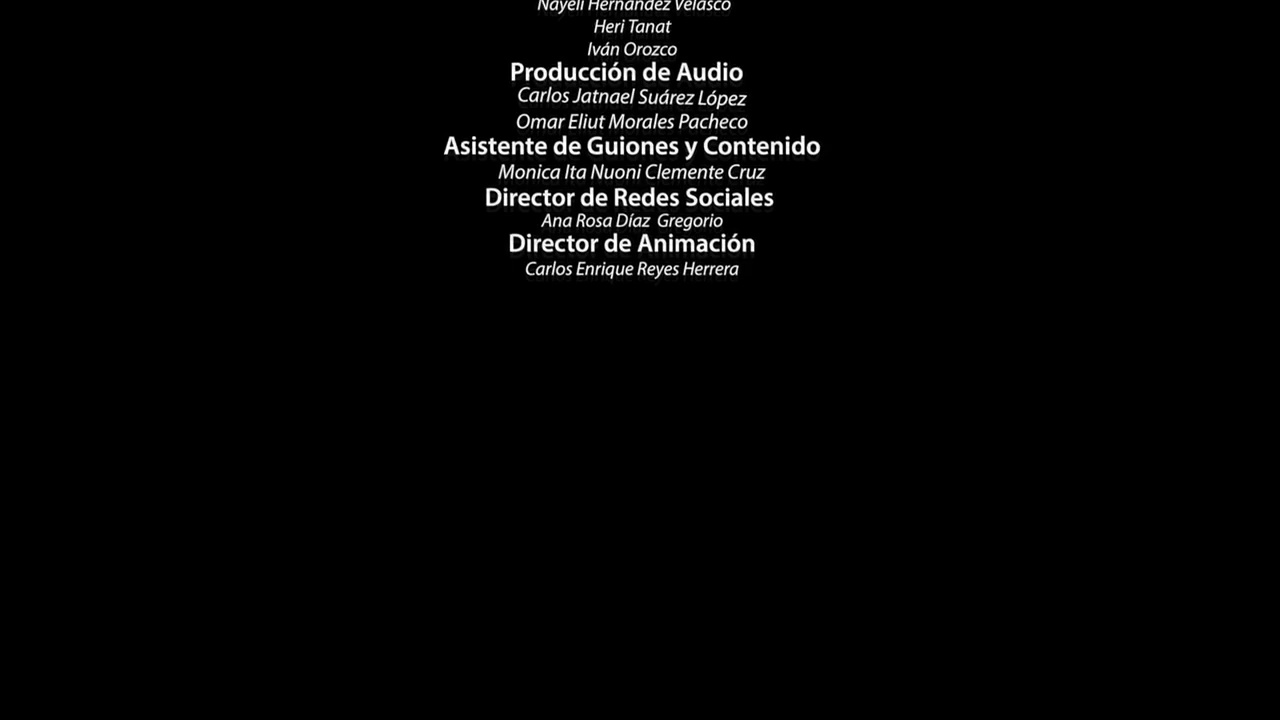 Nayeli Hernández Velasco
Heri Tanat
Iván Orozco
Producción de Audio
Carlos Jatnael Suárez López
Omar Eliut Morales Pacheco
Asistente de Guiones y Contenido
Monica Ita Nuoni Clemente Cruz
Director de Redes Sociales
Ana Rosa Díaz  Gregorio
Director de Animación
Carlos Enrique Reyes Herrera